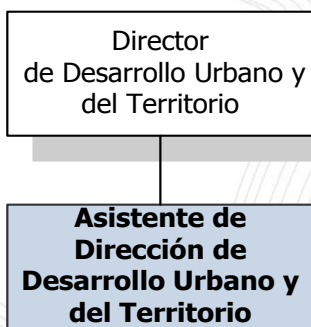 Director
de Desarrollo Urbano y
del Territorio
Asistente de
Dirección de
Desarrollo Urbano y
del Territorio